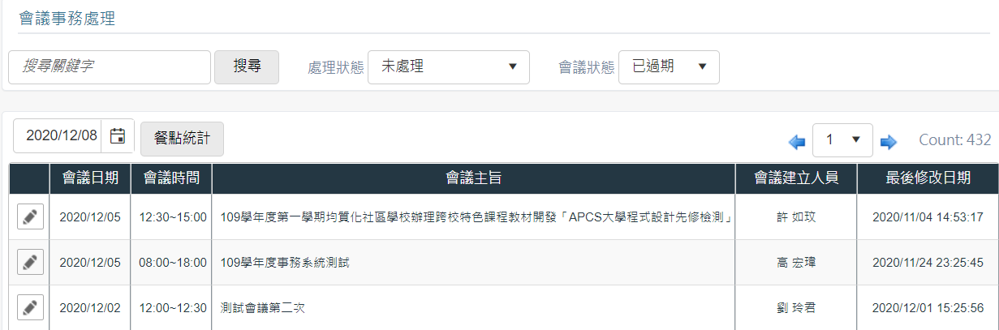 會議事務處理
搜尋關鍵字 搜尋 處理狀態 未處理 會議狀態 已過期
2020/12/08 餐點統計 1 Count: 432
會議日期 會議時間 會議主旨 會議建立人員 最後修改日期
2020/12/05 12:30~15:00 109學年度第一學期均質化社區學校辦理跨校特色課程教材開發「APCS大學程式設計先修檢測」 許 如玟 2020/11/04 14:53:17
2020/12/05 08:00~18:00 109學年度事務系統測試 高 宏瑋 2020/11/24 23:25:45
2020/12/02 12:00~12:30 測試會議第二次 劉 玲君 2020/12/01 15:25:56